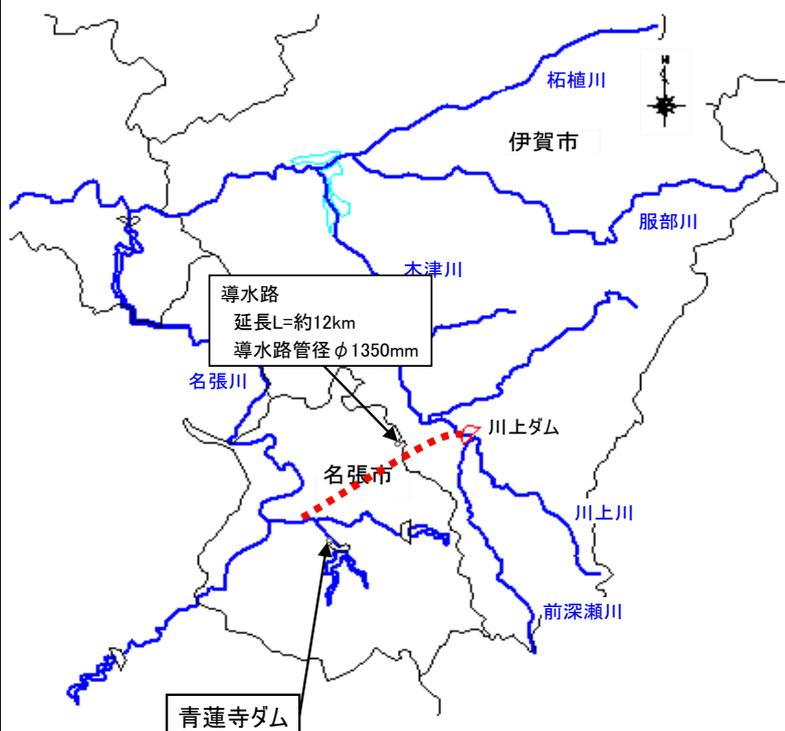 柘植川
N
伊賀市
服部川
木津川
導水路
延長L=約12km
導水路管径φ1350mm
名張川
川上ダム
名張市
川上川
前深瀬川
青蓮寺ダム